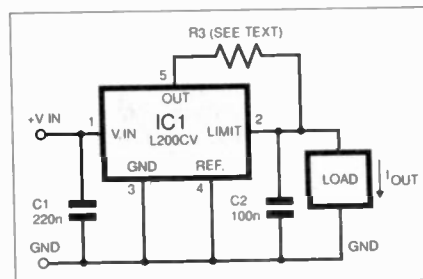 R3 (SEE TEXT)
5
OUT
+V IN
1
V.IN
IC1
L200CV
LIMIT
2
GND
REF.
3
4
C1
220n
C2
100n
LOAD
IOUT
GND
GND